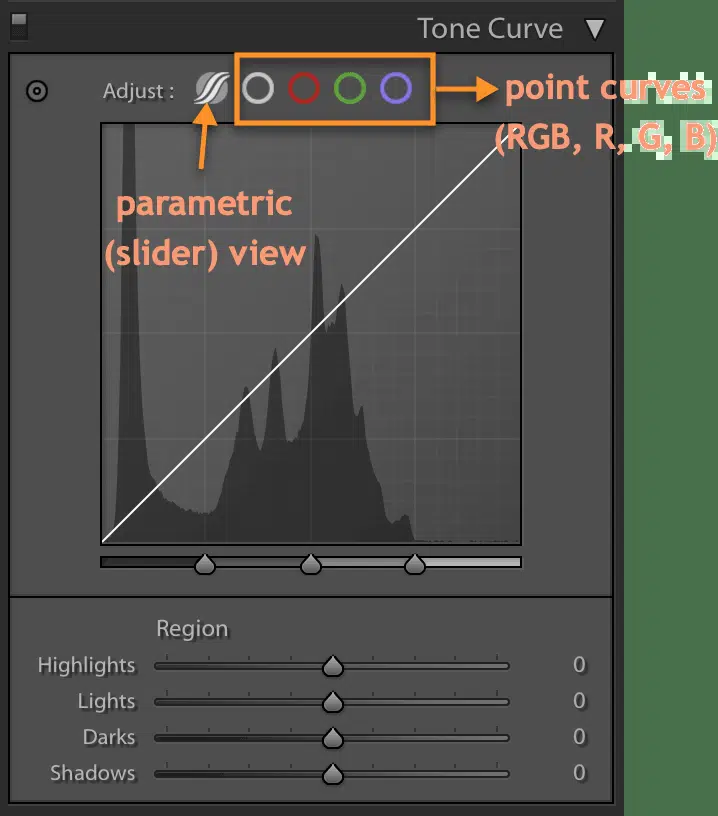 Tone Curve
Adjust :
point curves
(RGB, R, G, B)
parametric
(slider) view
Region
Highlights 0
Lights 0
Darks 0
Shadows 0